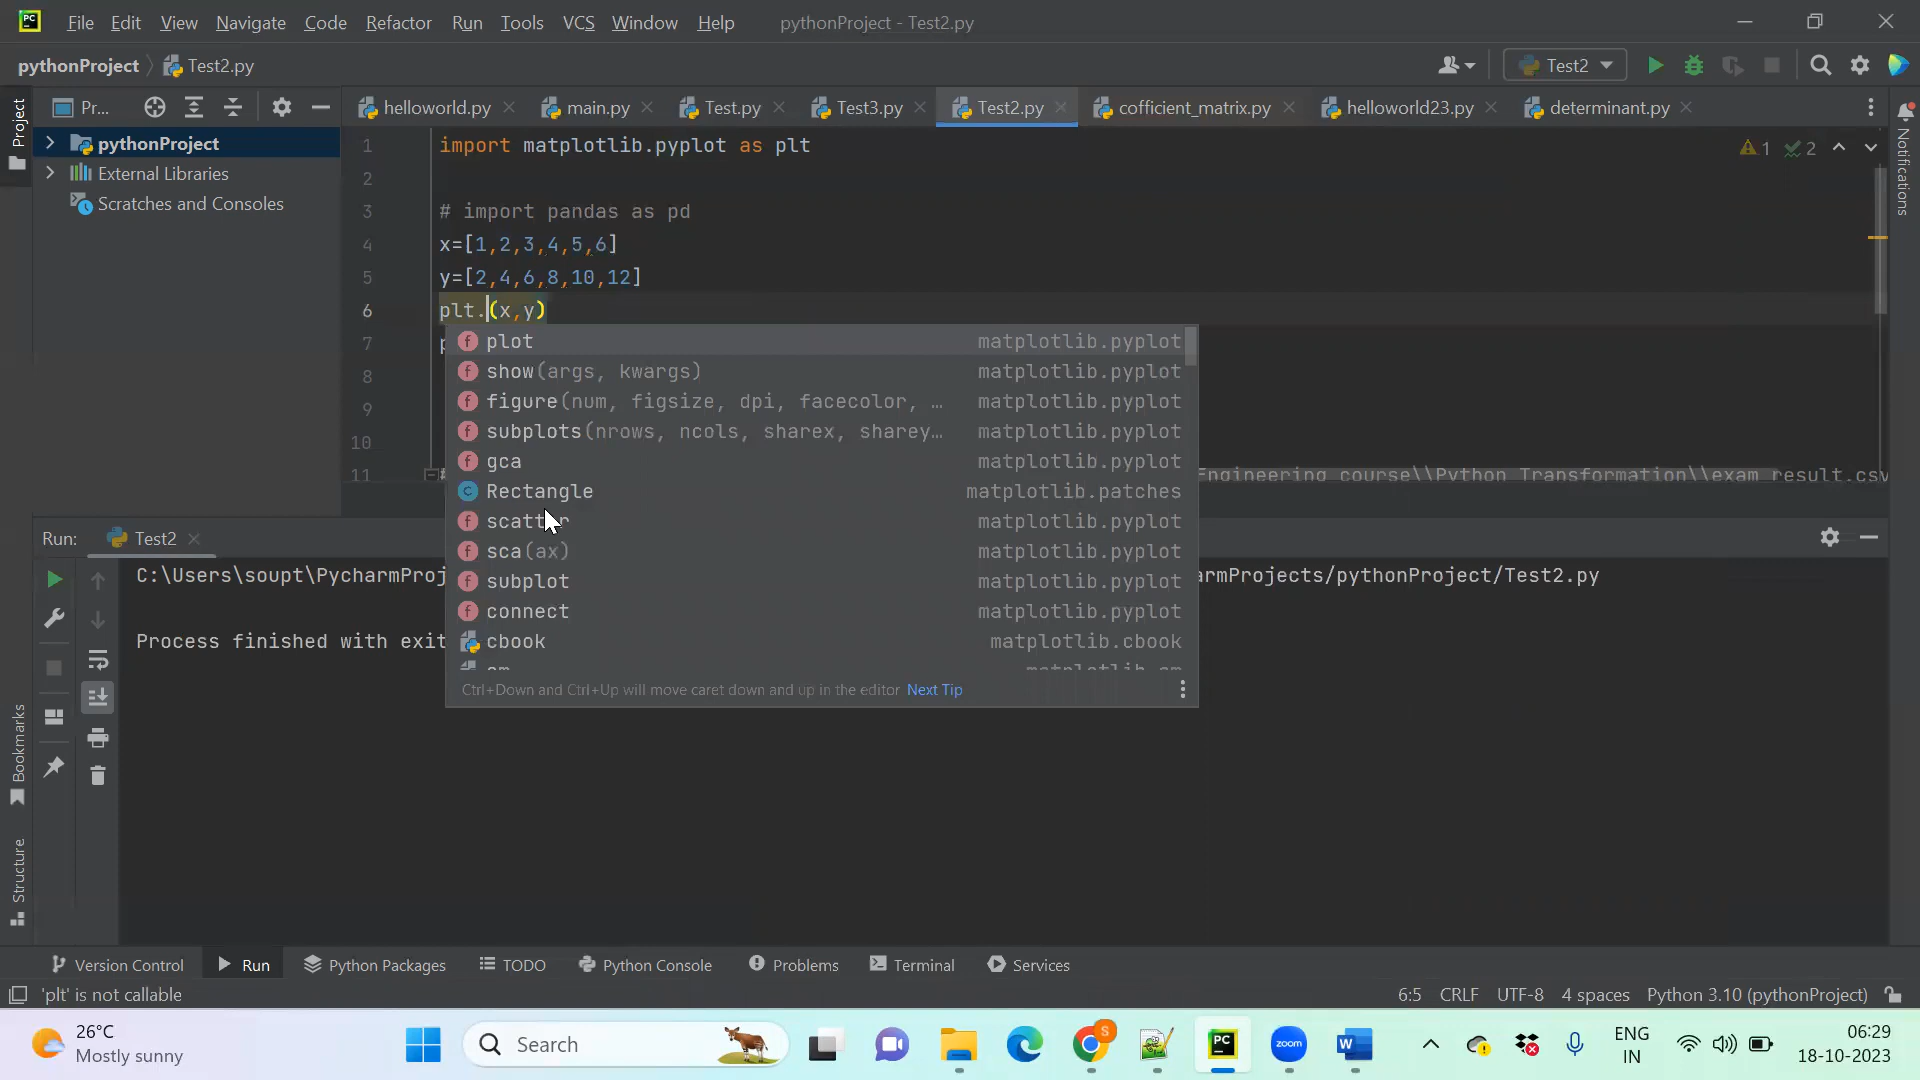 File Edit View Navigate Code Refactor Run Tools VCS Window Help pythonProject - Test2.py
pythonProject Test2.py Test2
Project
Pr... helloworld.py main.py Test.py Test3.py Test2.py cofficient_matrix.py helloworld23.py determinant.py
Notifications
pythonProject
External Libraries
Scratches and Consoles
1 import matplotlib.pyplot as plt
1 2
2
3 # import pandas as pd
4 x=[1,2,3,4,5,6]
5 y=[2,4,6,8,10,12]
6 plt.(x,y)
7
8
9
10
11 Engineering course\\Python Transformation\\exam_result.csv
plot matplotlib.pyplot
show(args, kwargs) matplotlib.pyplot
figure(num, figsize, dpi, facecolor, … matplotlib.pyplot
subplots(nrows, ncols, sharex, sharey… matplotlib.pyplot
gca matplotlib.pyplot
Rectangle matplotlib.patches
scatter matplotlib.pyplot
sca(ax) matplotlib.pyplot
subplot matplotlib.pyplot
connect matplotlib.pyplot
cbook matplotlib.cbook
cm matplotlib.cm
Ctrl+Down and Ctrl+Up will move caret down and up in the editor Next Tip
Run: Test2
C:\Users\soupt\PycharmProj armProjects/pythonProject/Test2.py
Process finished with exit
Bookmarks
Structure
Version Control Run Python Packages TODO Python Console Problems Terminal Services
'plt' is not callable 6:5 CRLF UTF-8 4 spaces Python 3.10 (pythonProject)
26°C
Mostly sunny
Search
S
PC
zoom
W
ENG
IN
06:29
18-10-2023